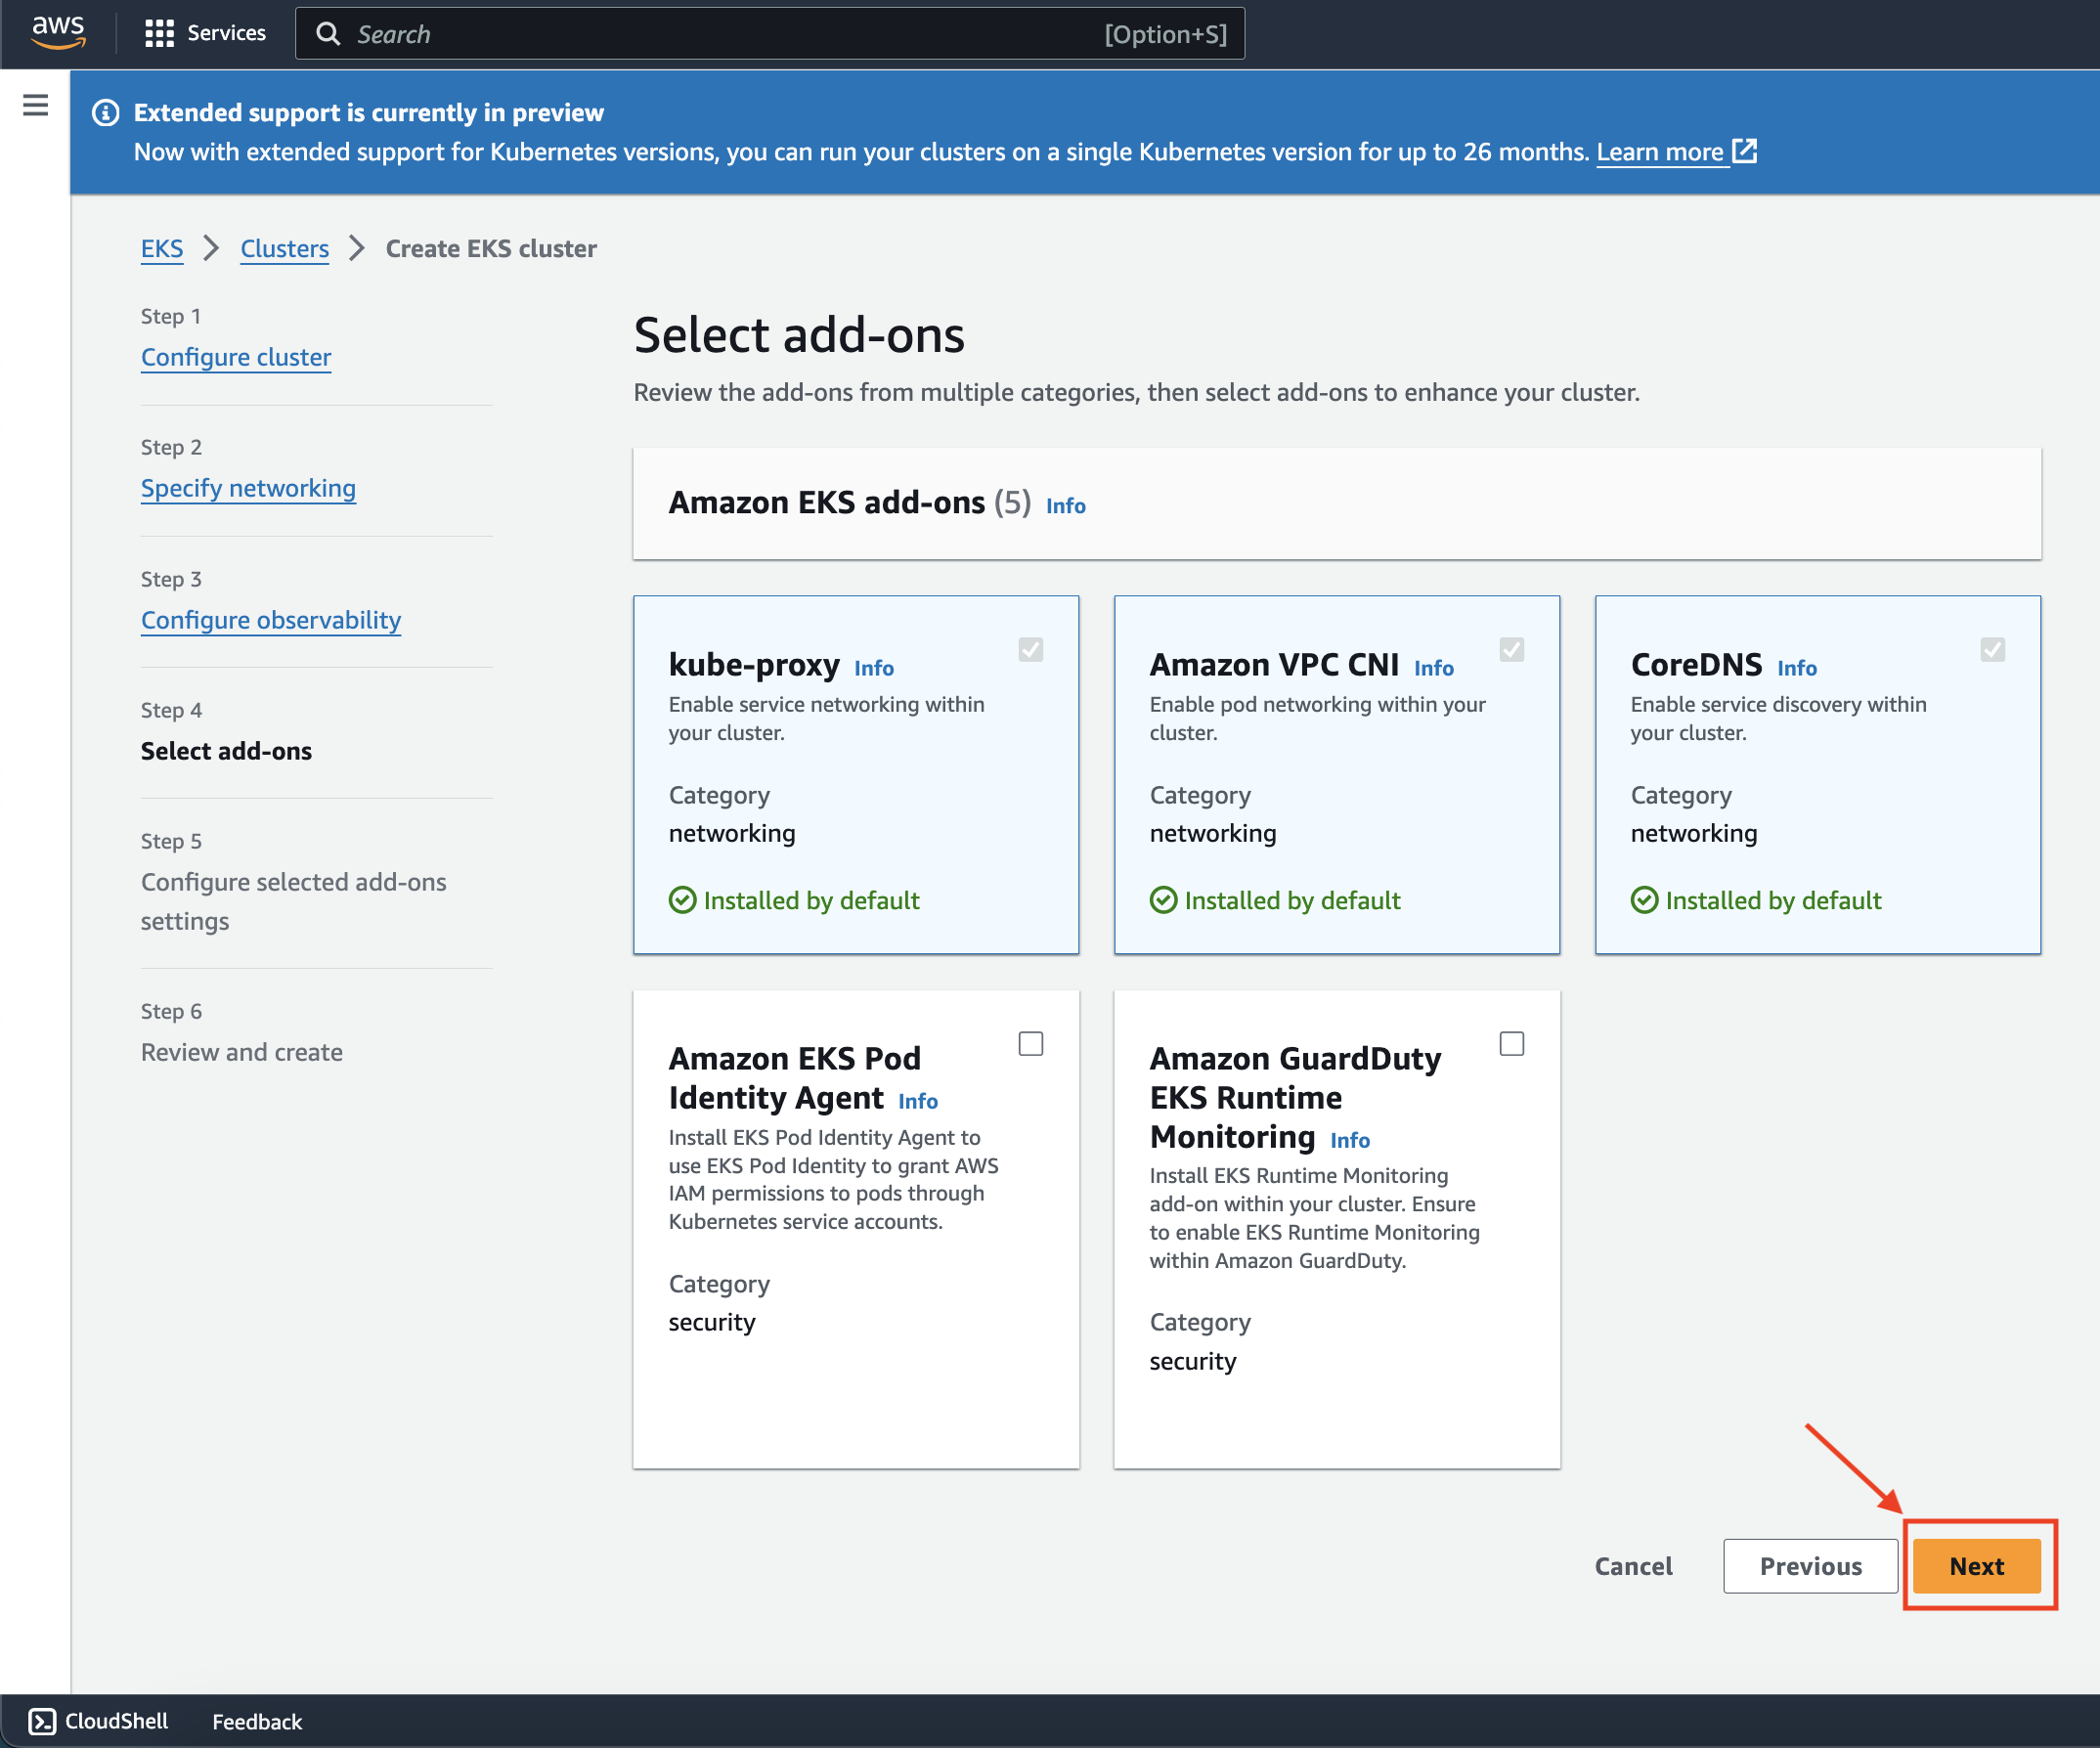 aws
Services
Search
[Option+S]
Extended support is currently in preview
Now with extended support for Kubernetes versions, you can run your clusters on a single Kubernetes version for up to 26 months. Learn more
EKS
Clusters
Create EKS cluster
Step 1
Configure cluster
Step 2
Specify networking
Step 3
Configure observability
Step 4
Select add-ons
Step 5
Configure selected add-ons
settings
Step 6
Review and create
Select add-ons
Review the add-ons from multiple categories, then select add-ons to enhance your cluster.
Amazon EKS add-ons (5) Info
kube-proxy Info
Enable service networking within
your cluster.
Category
networking
Installed by default
Amazon VPC CNI Info
Enable pod networking within your
cluster.
Category
networking
Installed by default
CoreDNS Info
Enable service discovery within
your cluster.
Category
networking
Installed by default
Amazon EKS Pod
Identity Agent Info
Install EKS Pod Identity Agent to
use EKS Pod Identity to grant AWS
IAM permissions to pods through
Kubernetes service accounts.
Category
security
Amazon GuardDuty
EKS Runtime
Monitoring Info
Install EKS Runtime Monitoring
add-on within your cluster. Ensure
to enable EKS Runtime Monitoring
within Amazon GuardDuty.
Category
security
Cancel
Previous
Next
CloudShell
Feedback